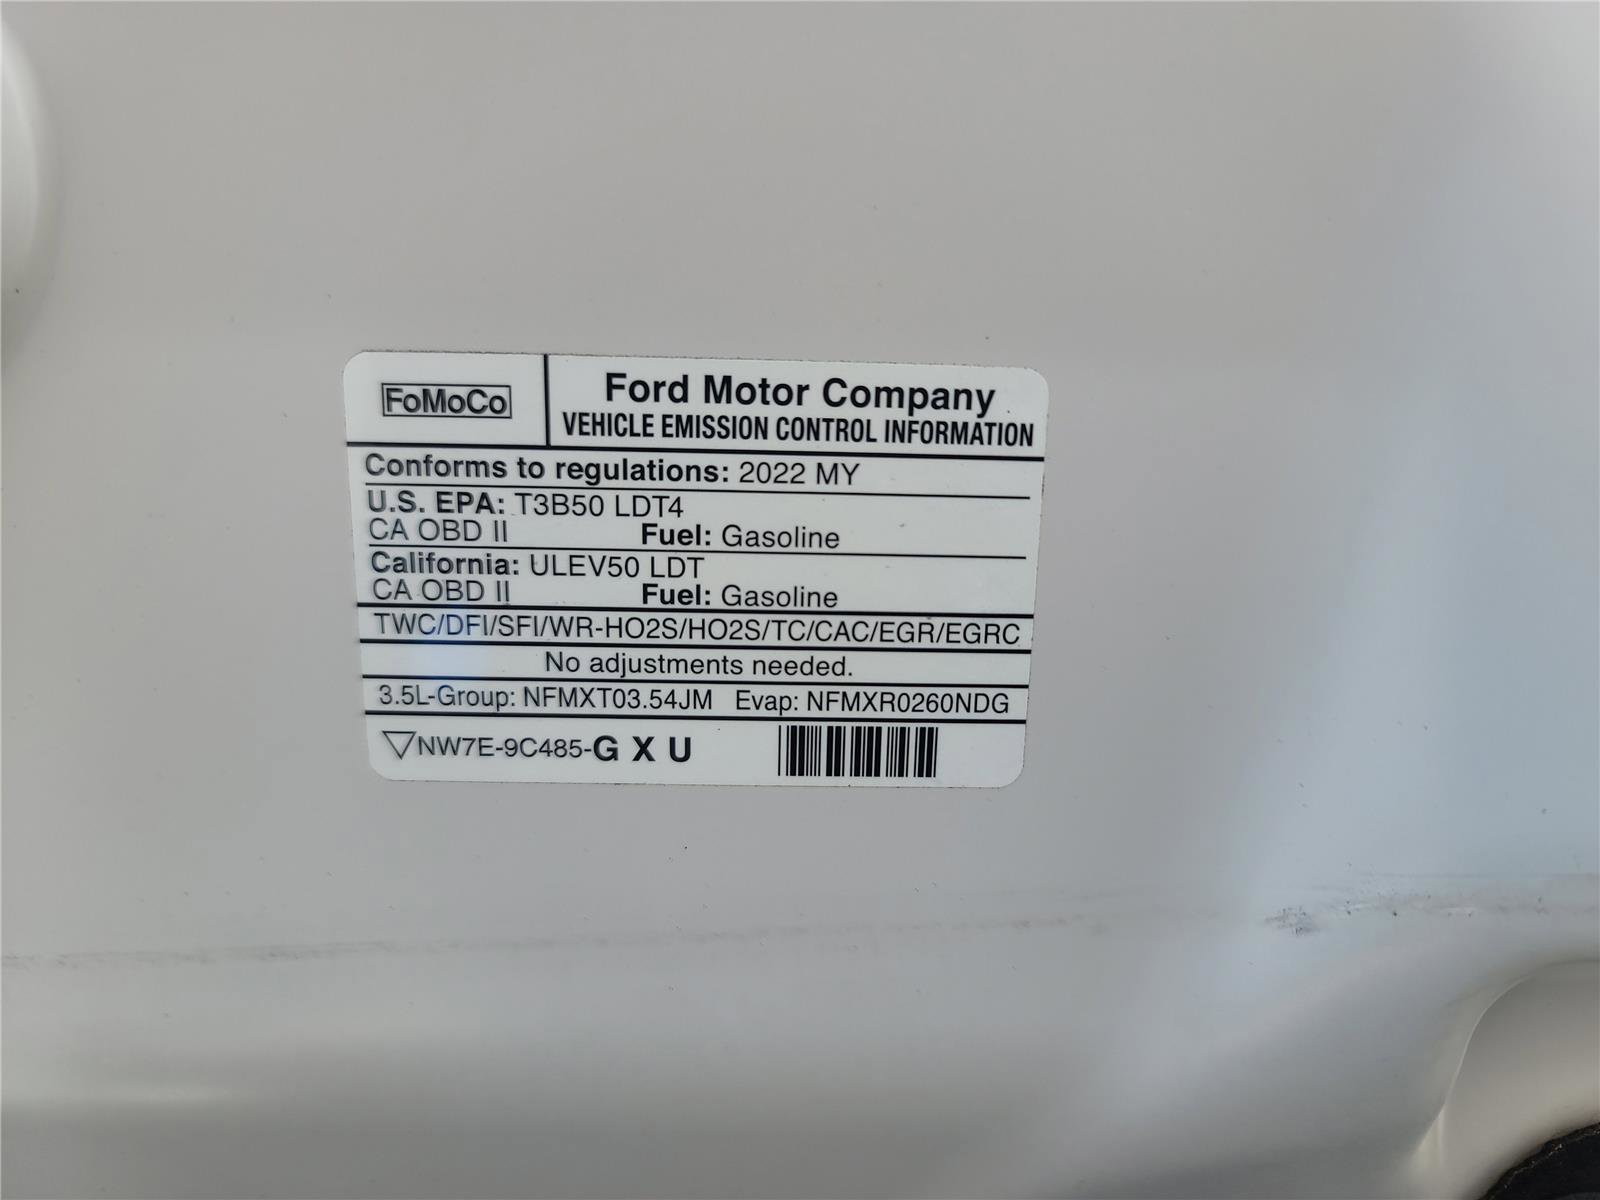 FoMoCo
Ford Motor Company
VEHICLE EMISSION CONTROL INFORMATION
Conforms to regulations: 2022 MY
U.S. EPA: T3B50 LDT4
CA OBD II Fuel: Gasoline
California: ULEV50 LDT
CA OBD II Fuel: Gasoline
TWC/DFI/SFI/WR-HO2S/HO2S/TC/CAC/EGR/EGRC
No adjustments needed.
3.5L-Group: NFMXT03.54JM Evap: NFMXR0260NDG
NW7E-9C485-G X U